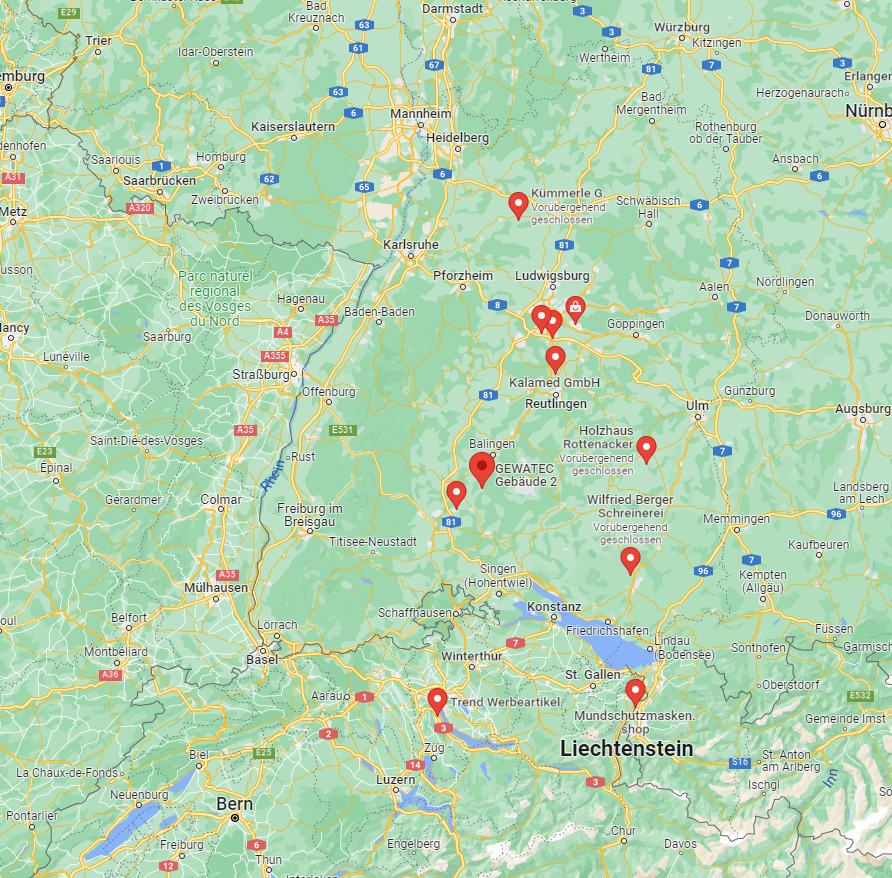 E29
Trier
Idar-Oberstein
Bad
Kreuznach
Darmstadt
63
61
67
3
3
Würzburg
Kitzingen
Wertheim
81
7
3
Erlangen
emburg
63
6
Mannheim
Heidelberg
Kaiserslautern
Bad
Mergentheim
Herzogenaurach
Nürnb
Rothenburg
ob der Tauber
denhofen
A31
Saarlouis
1
Homburg
Saarbrücken
62
Zweibrücken
65
6
Ansbach
6
Metz
A320
Kümmerle G.
Vorübergehend
geschlossen
Schwäbisch
Hall
6
81
Karlsruhe
7
Pforzheim
Ludwigsburg
usson
Parc naturel
régional
des Vosges
du Nord
Hagenau
A35
Baden-Baden
8
Aalen
7
Nördlingen
Donauwörth
Göppingen
ancy
A4
Saarburg
A355
Lunéville
Straßburg
Offenburg
Kalamed GmbH
Reutlingen
81
Günzburg
Ulm
Augsburg
A35
E531
Saint-Dié-des-Vosges
E23
Épinal
Rust
Rhein
Balingen
GEWATEC
Gebäude 2
Holzhaus
Rottenacker
Vorübergehend
geschlossen
7
Gérardmer
Colmar
Freiburg im
Breisgau
81
Wilfried Berger
Schreinerei
Vorübergehend
geschlossen
Landsberg
am Lech
96
Memmingen
Titisee-Neustadt
Kaufbeuren
A35
Mülhausen
Singen
(Hohentwiel)
96
7
Kempten
(Allgäu)
oul
Belfort
Lörrach
Schaffhausen
Konstanz
Friedrichshafen
Füssen
Montbéliard
Basel
7
Lindau
(Bodensee)
Sonthofen
Garmisch
A36
Winterthur
St. Gallen
Oberstdorf
E532
Aarau
1
Trend Werbeartikel
Mundschutzmasken.
shop
Gemeinde Imst
2
3
Zug
Liechtenstein
Biel
E25
14
S16
St. Anton
am Arlberg
La Chaux-de-Fonds
Luzern
3
Ischgl
Inn
Neuenburg
Bern
Sö
Pontarlier
Freiburg
6
Engelberg
Chur
Davos
12
Thun